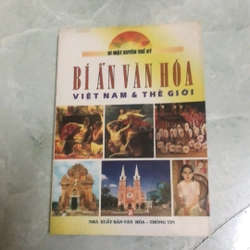 BÍ MẬT XUYÊN THẾ KỶ
BÍ ẨN VĂN HÓA
VIỆT NAM & THẾ GIỚI
NHÀ XUẤT BẢN VĂN HÓA - THÔNG TIN